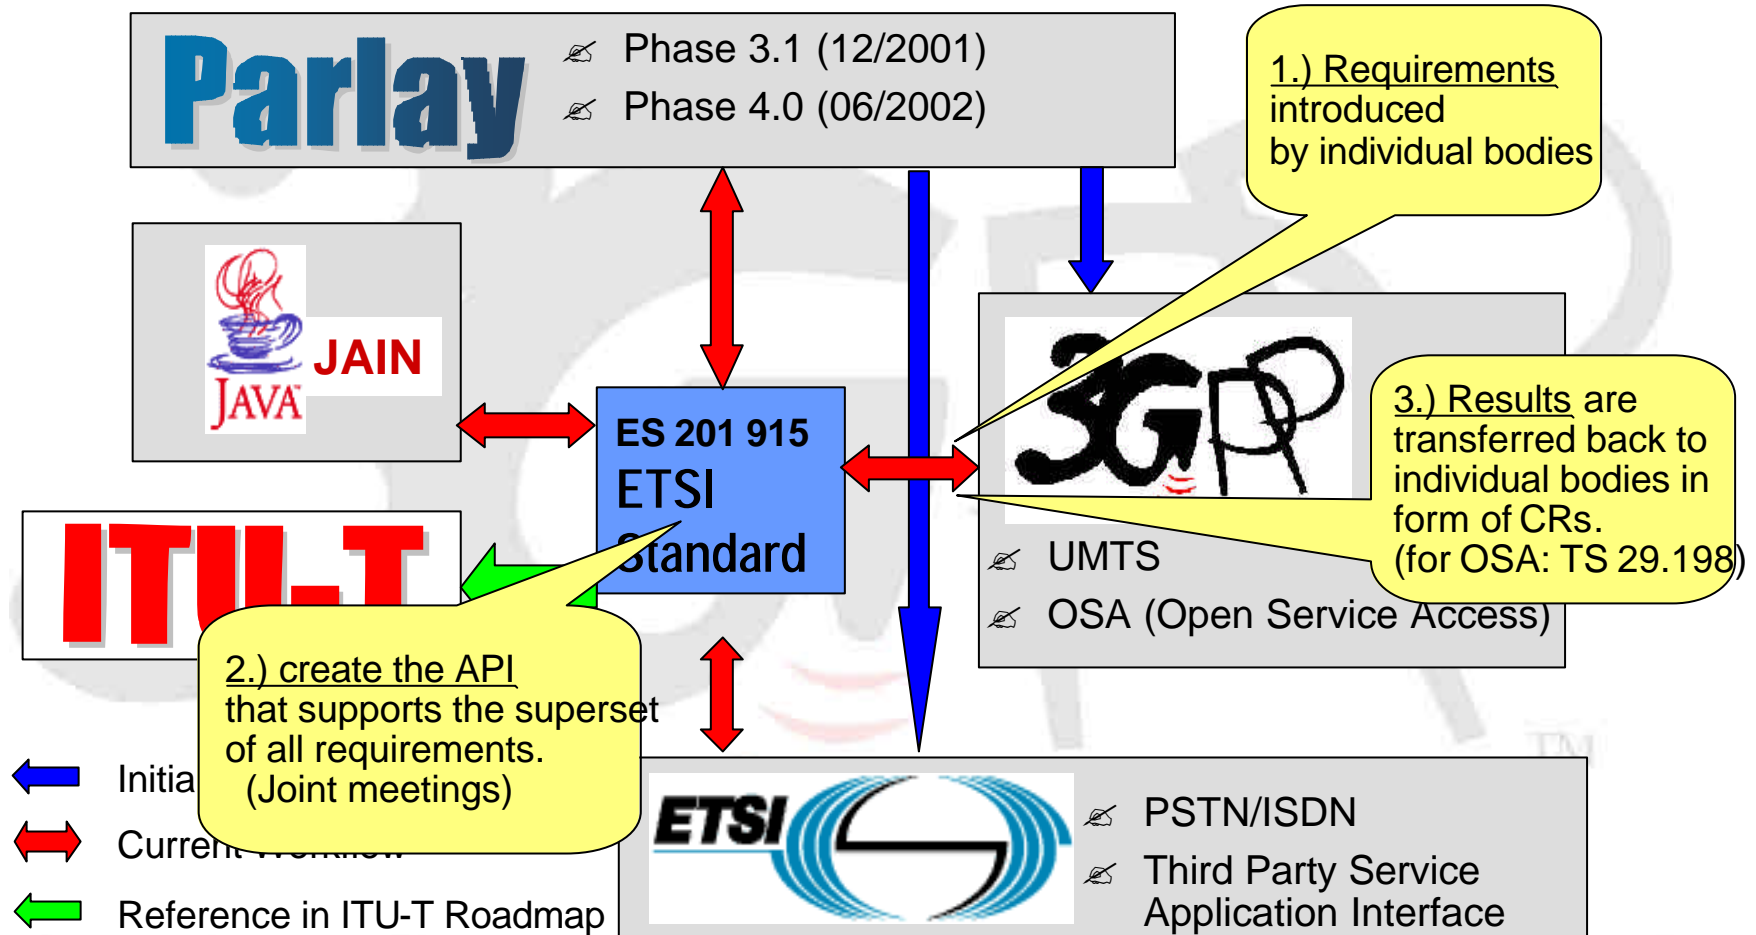 Parlay
Phase 3.1 (12/2001)
Phase 4.0 (06/2002)
1.) Requirements
introduced
by individual bodies
JAVA
JAIN
ES 201 915
ETSI
Standard
3GPP
3.) Results are
transferred back to
individual bodies in
form of CRs.
(for OSA: TS 29.198)
UMTS
OSA (Open Service Access)
ITU-T
2.) create the API
that supports the superset
of all requirements.
(Joint meetings)
TM
Initia
Current Workflow
Reference in ITU-T Roadmap
ETSI
PSTN/ISDN
Third Party Service
Application Interface